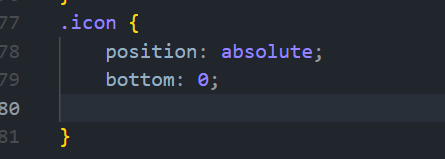 77
.icon {
78
position: absolute;
79
bottom: 0;
80
81
}